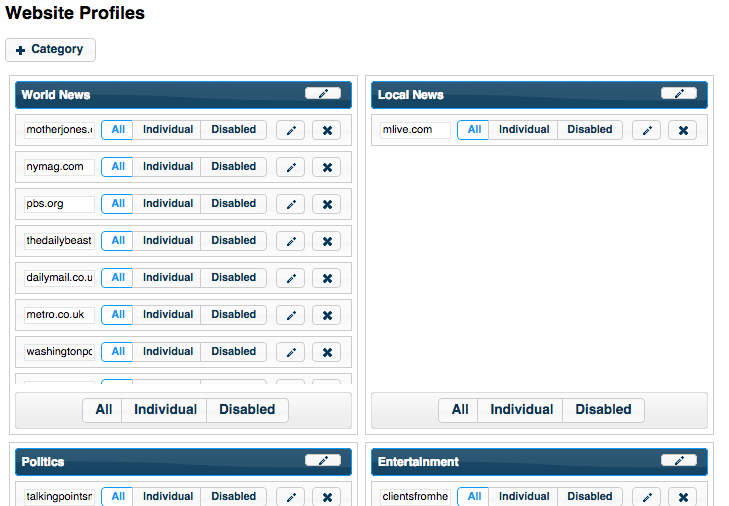 Website Profiles
+ Category
World News
motherjones.c All Individual Disabled
nymag.com All Individual Disabled
pbs.org All Individual Disabled
thedailybeast All Individual Disabled
dailymail.co.u All Individual Disabled
metro.co.uk All Individual Disabled
washingtonpo All Individual Disabled
All Individual Disabled
Local News
mlive.com All Individual Disabled
All Individual Disabled
Politics
talkingpointsm All Individual Disabled
Entertainment
clientsfromhe All Individual Disabled